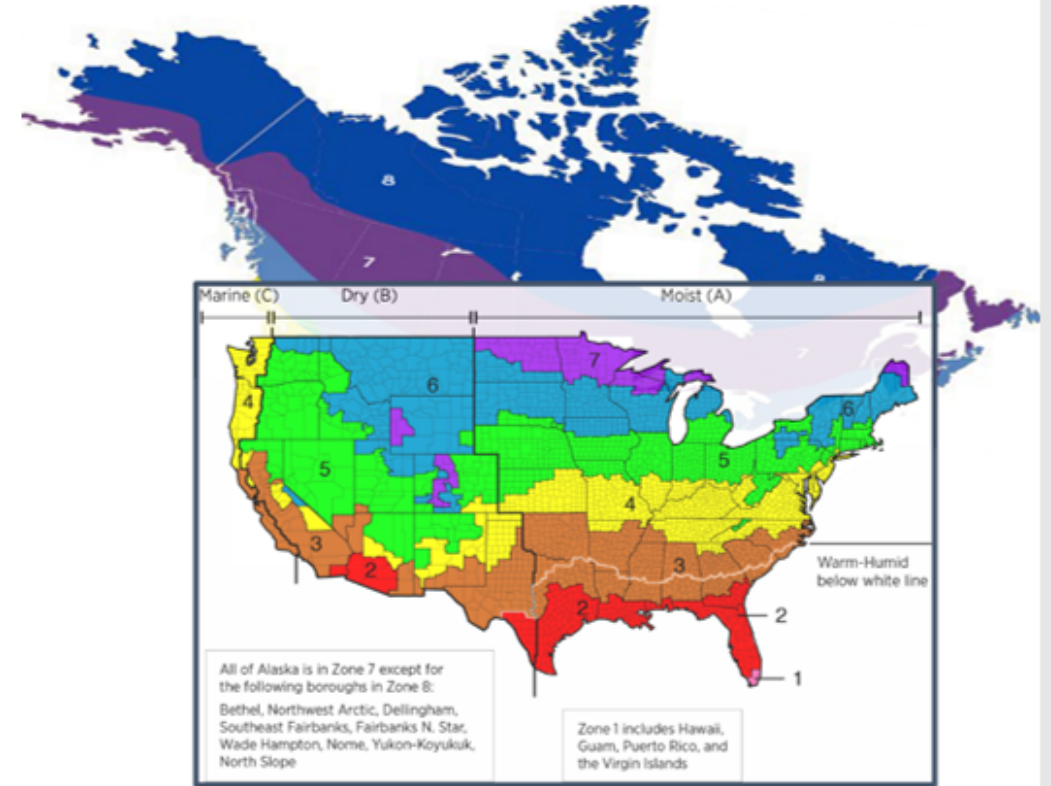 8
7
Marine (C)
Dry (B)
Moist (A)
7
7
6
6
4
5
5
4
3
3
2
2
2
1
Warm-Humid
below white line
All of Alaska is in Zone 7 except for
the following boroughs in Zone 8:
Bethel, Northwest Arctic, Dellingham,
Southeast Fairbanks, Fairbanks N. Star,
Wade Hampton, Nome, Yukon-Koyukuk,
North Slope
Zone 1 includes Hawaii,
Guam, Puerto Rico, and
the Virgin Islands